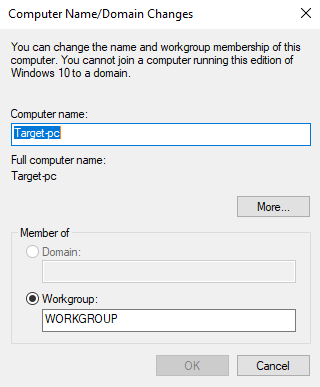 Computer Name/Domain Changes
You can change the name and workgroup membership of this
computer. You cannot join a computer running this edition of
Windows 10 to a domain.
Computer name:
Target-pc
Full computer name:
Target-pc
More...
Member of
Domain:
Workgroup:
WORKGROUP
OK
Cancel